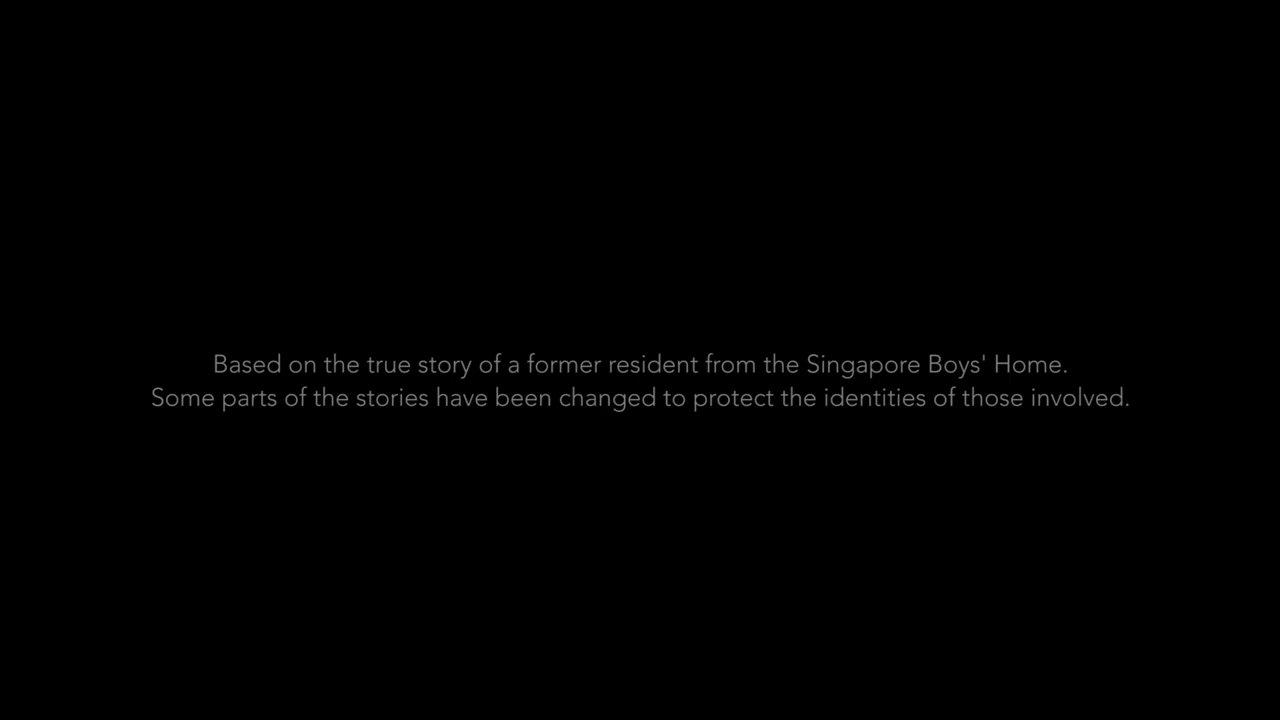 Based on the true story of a former resident from the Singapore Boys' Home.
Some parts of the stories have been changed to protect the identities of those involved.